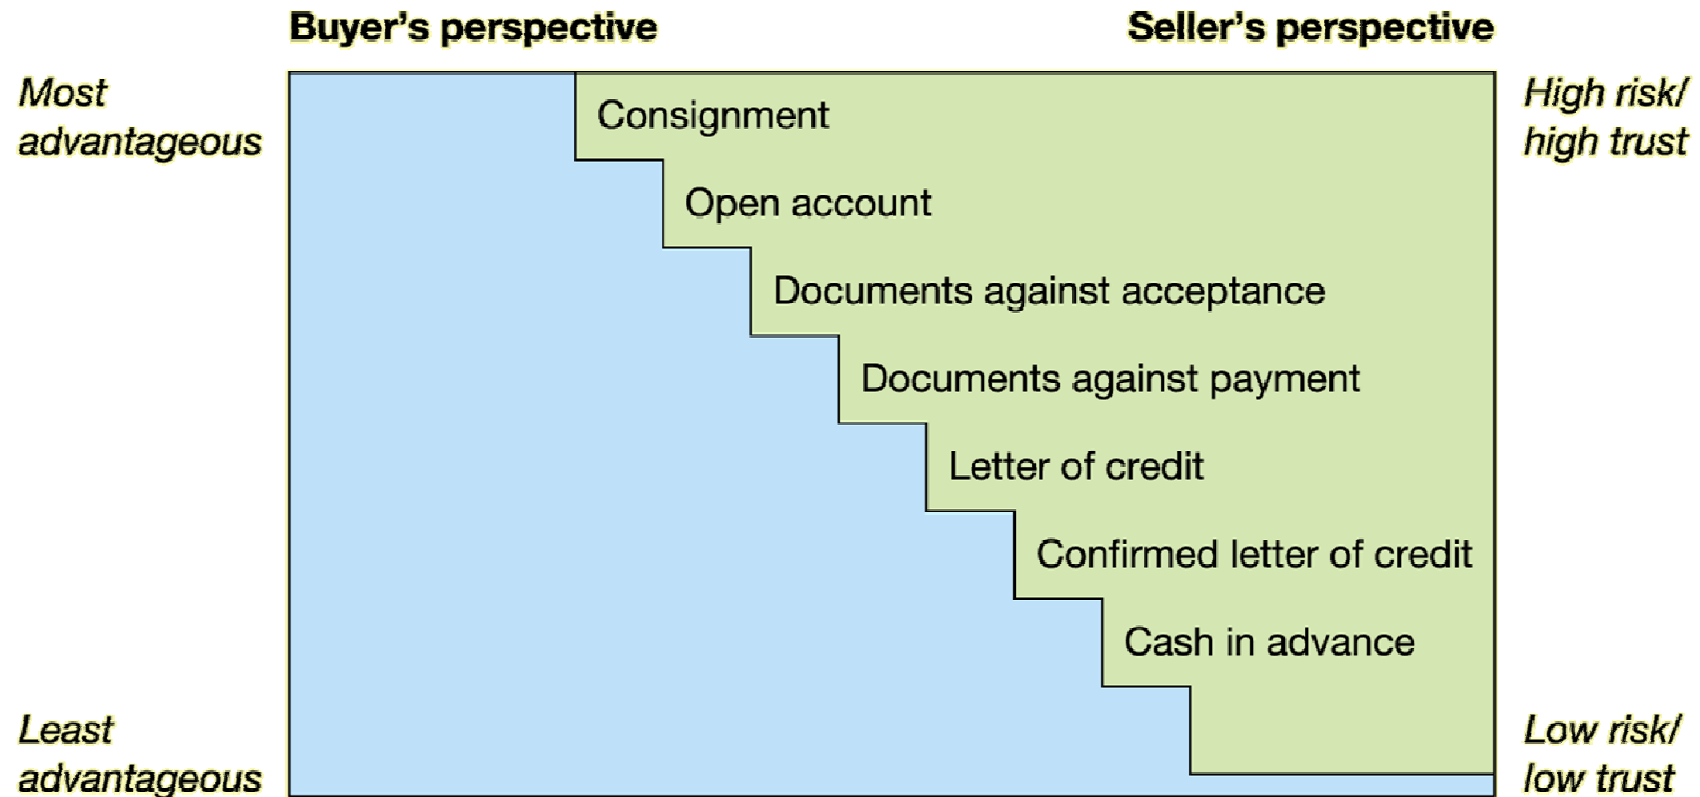 Buyer's perspective
Seller's perspective
Most
advantageous
High risk/
high trust
Consignment
Open account
Documents against acceptance
Documents against payment
Letter of credit
Confirmed letter of credit
Cash in advance
Least
advantageous
Low risk/
low trust